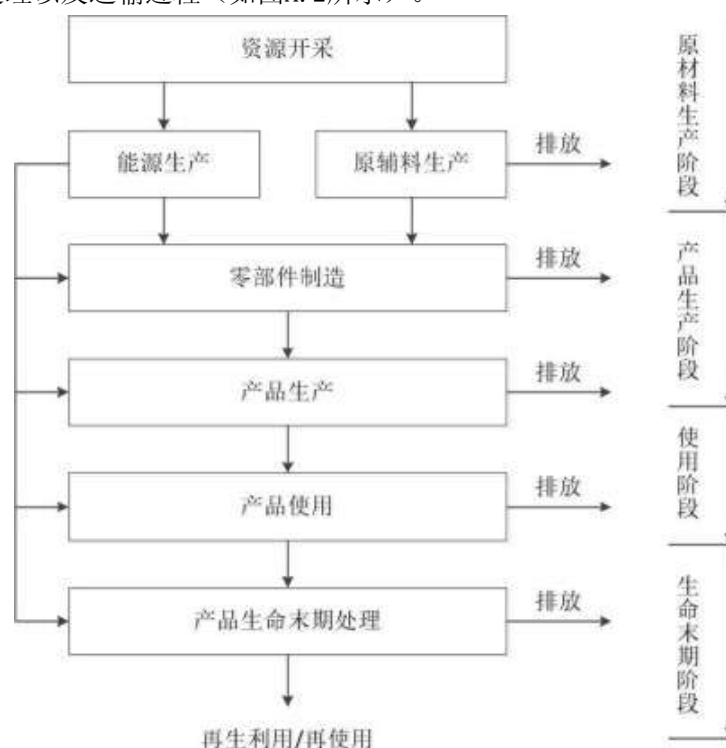 资源开采
能源生产
原辅料生产
排放
零部件制造
排放
产品生产
排放
产品使用
排放
产品生命末期处理
排放
再生利用/再使用
原材料生产阶段
产品生产阶段
使用阶段
生命末期阶段